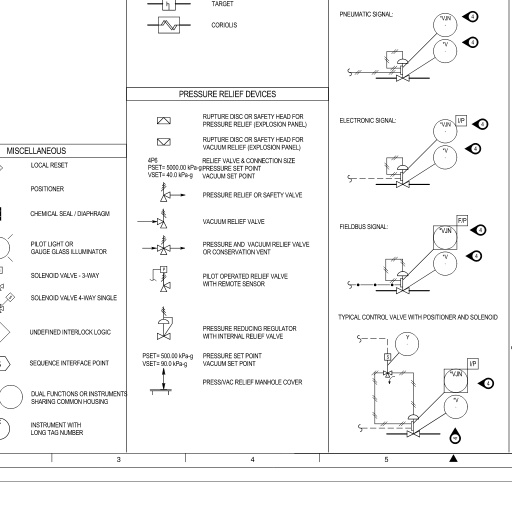 TARGET
CORIOLIS
PRESSURE RELIEF DEVICES
RUPTURE DISC OR SAFETY HEAD FOR
PRESSURE RELIEF (EXPLOSION PANEL)
RUPTURE DISC OR SAFETY HEAD FOR
VACUUM RELIEF (EXPLOSION PANEL)
4P6
RELIEF VALVE & CONNECTION SIZE
PSET= 5000.00 kPa-g
PRESSURE SET POINT
VSET= 40.0 kPa-g
VACUUM SET POINT
PRESSURE RELIEF OR SAFETY VALVE
VACUUM RELIEF VALVE
PRESSURE AND VACUUM RELIEF VALVE
OR CONSERVATION VENT
PILOT OPERATED RELIEF VALVE
WITH REMOTE SENSOR
PRESSURE REDUCING REGULATOR
WITH INTERNAL RELIEF VALVE
PSET= 500.00 kPa-g
PRESSURE SET POINT
VSET= 90.0 kPa-g
VACUUM SET POINT
PRESS/VAC RELIEF MANHOLE COVER
MISCELLANEOUS
LOCAL RESET
POSITIONER
CHEMICAL SEAL / DIAPHRAGM
PILOT LIGHT OR
GAUGE GLASS ILLUMINATOR
SOLENOID VALVE - 3-WAY
SOLENOID VALVE 4-WAY SINGLE
UNDEFINED INTERLOCK LOGIC
SEQUENCE INTERFACE POINT
DUAL FUNCTIONS OR INSTRUMENTS
SHARING COMMON HOUSING
INSTRUMENT WITH
LONG TAG NUMBER
PNEUMATIC SIGNAL:
*V/JN
4
*V
4
ELECTRONIC SIGNAL:
*V/JN
I/P
4
*V
4
FIELDBUS SIGNAL:
*V/JN
F/P
4
*V
4
TYPICAL CONTROL VALVE WITH POSITIONER AND SOLENOID
Y
S
*V/JN
I/P
4
*V
3
4
5